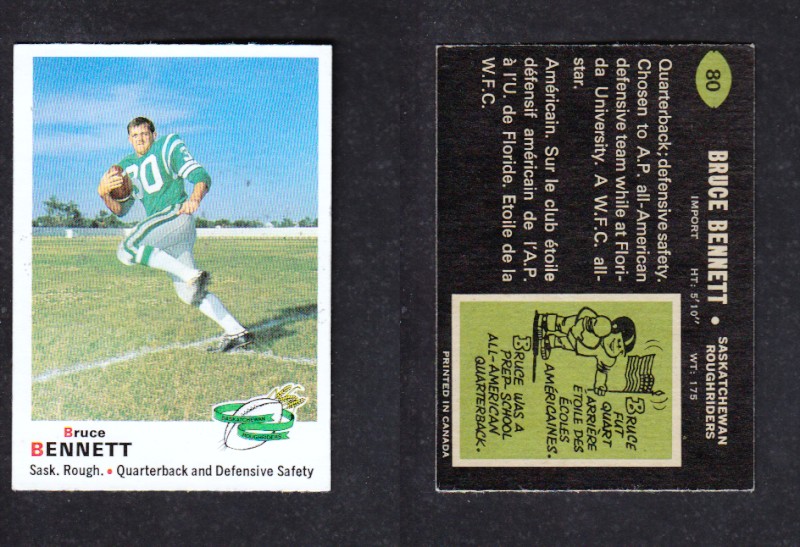 30
SASKATCHEWAN
ROUGHRIDERS
Bruce
BENNETT
Sask. Rough. • Quarterback and Defensive Safety
80
BRUCE BENNETT • SASKATCHEWAN
ROUGHRIDERS
IMPORT HT: 5'10" WT: 175
Quarterback; defensive safety.
Chosen to A.P. all-American
defensive team while at Flori-
da University. A W.F.C. all-
star.
Américain. Sur le club étoile
défensif américain de l'A.P.
à l'U. de Floride. Etoile de la
W.F.C.
BRUCE
FUT
QUART
ARRIÈRE
ETOILE DES
ÉCOLES
AMÉRICAINES.
BRUCE WAS A
PREP-SCHOOL
ALL-AMERICAN
QUARTERBACK.
PRINTED IN CANADA